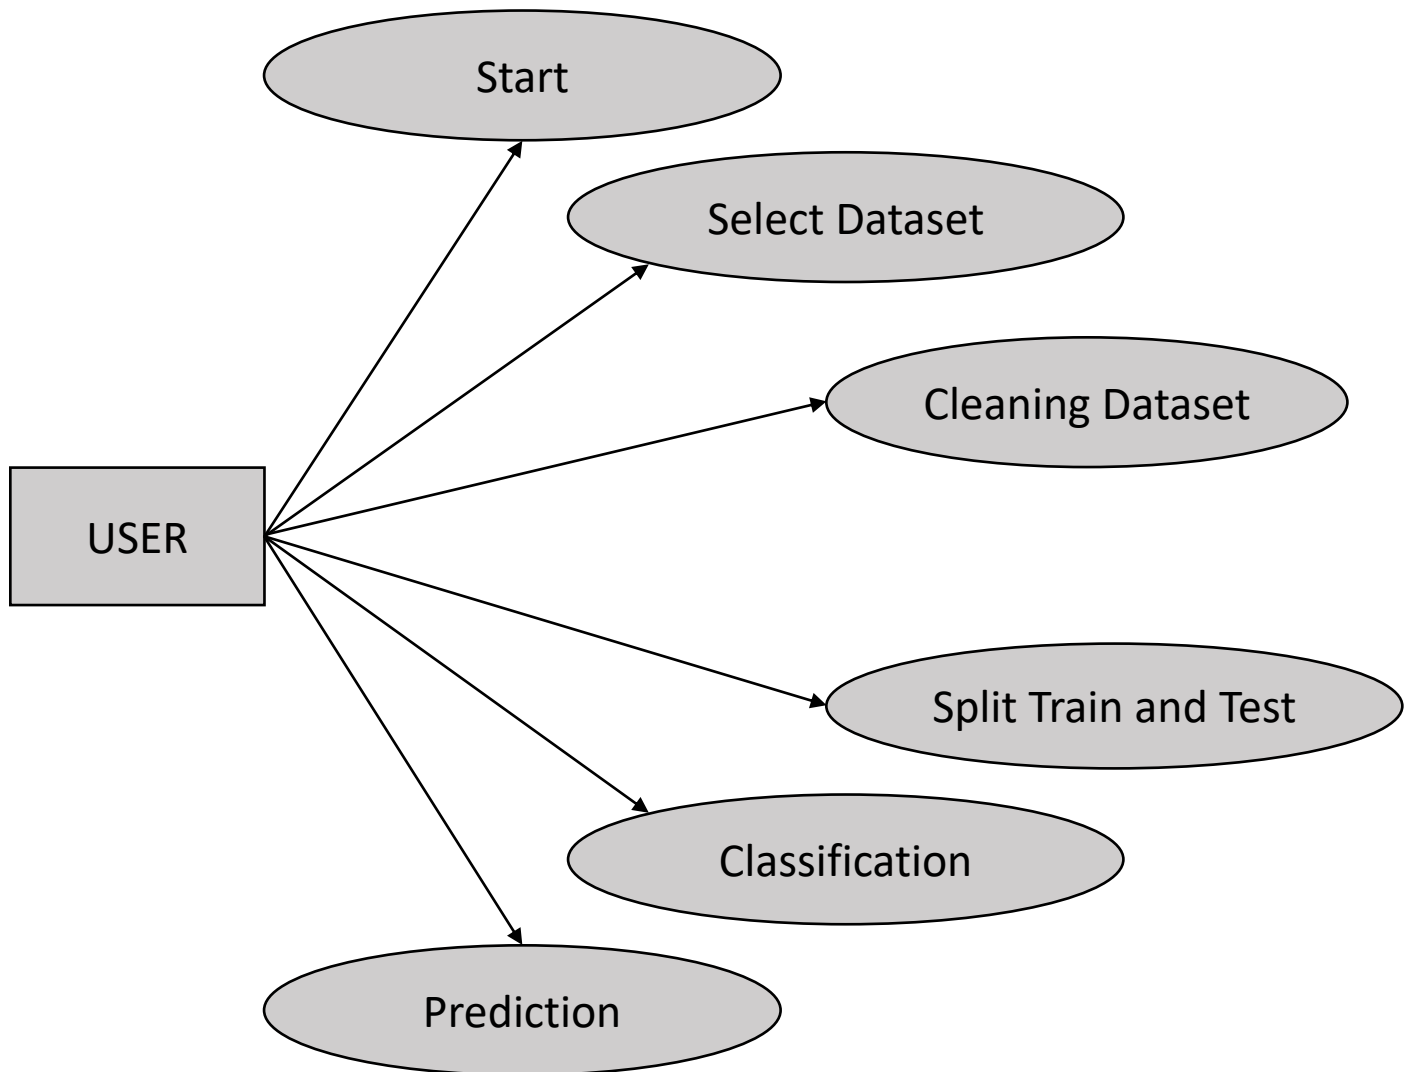 Start
Select Dataset
Cleaning Dataset
USER
Split Train and Test
Classification
Prediction